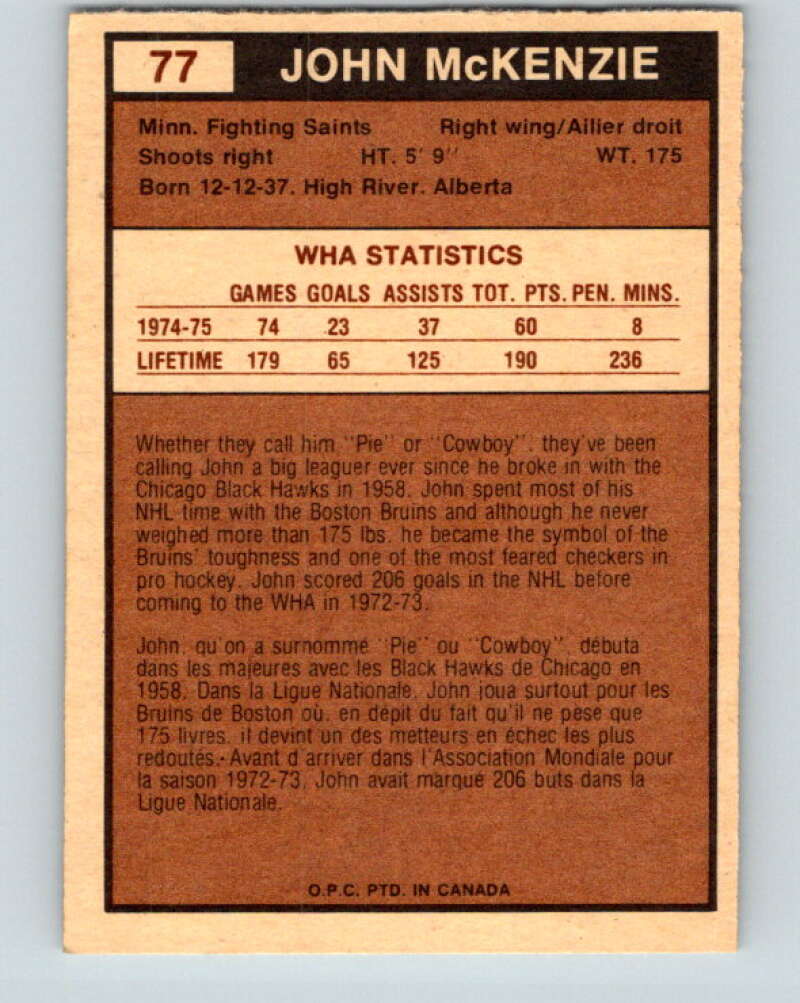 77 JOHN McKENZIE
Minn. Fighting Saints Right wing/Ailier droit
Shoots right HT. 5' 9'' WT. 175
Born 12-12-37. High River. Alberta
WHA STATISTICS
GAMES GOALS ASSISTS TOT. PTS. PEN. MINS.
1974-75 74 23 37 60 8
LIFETIME 179 65 125 190 236
Whether they call him "Pie" or "Cowboy", they've been
calling John a big leaguer ever since he broke in with the
Chicago Black Hawks in 1958. John spent most of his
NHL time with the Boston Bruins and although he never
weighed more than 175 lbs. he became the symbol of the
Bruins' toughness and one of the most feared checkers in
pro hockey. John scored 206 goals in the NHL before
coming to the WHA in 1972-73.
John, qu'on a surnommé "Pie" ou "Cowboy", débuta
dans les majeures avec les Black Hawks de Chicago en
1958. Dans la Ligue Nationale, John joua surtout pour les
Bruins de Boston où, en dépit du fait qu'il ne pèse que
175 livres, il devint un des metteurs en échec les plus
redoutés. Avant d'arriver dans l'Association Mondiale pour
la saison 1972-73, John avait marqué 206 buts dans la
Ligue Nationale.
O.P.C. PTD. IN CANADA